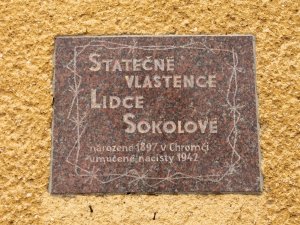 STATEČNÉ
VLASTENCE
LIDCE
SOKOLOVÉ
narozené 1897 v Chromči
umučené nacisty 1942